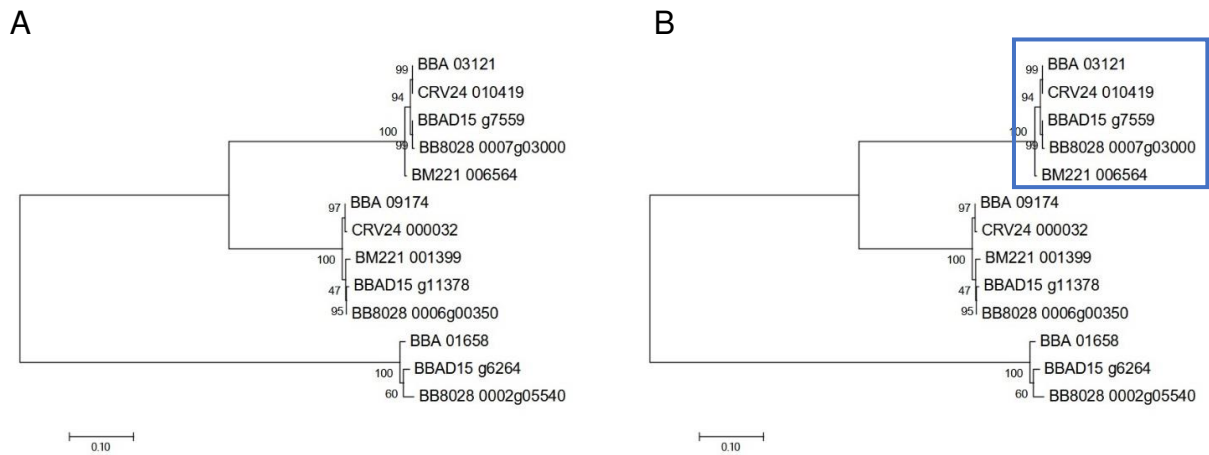 A
99
BBA 03121
94
CRV24 010419
BBAD15 g7559
100
99
BB8028 0007g03000
BM221 006564
97
BBA 09174
CRV24 000032
100
BM221 001399
47
BBAD15 g11378
95
BB8028 0006g00350
BBA 01658
100
BBAD15 g6264
60
BB8028 0002g05540
0.10
B
99
BBA 03121
94
CRV24 010419
BBAD15 g7559
100
99
BB8028 0007g03000
BM221 006564
97
BBA 09174
CRV24 000032
100
BM221 001399
47
BBAD15 g11378
95
BB8028 0006g00350
BBA 01658
100
BBAD15 g6264
60
BB8028 0002g05540
0.10